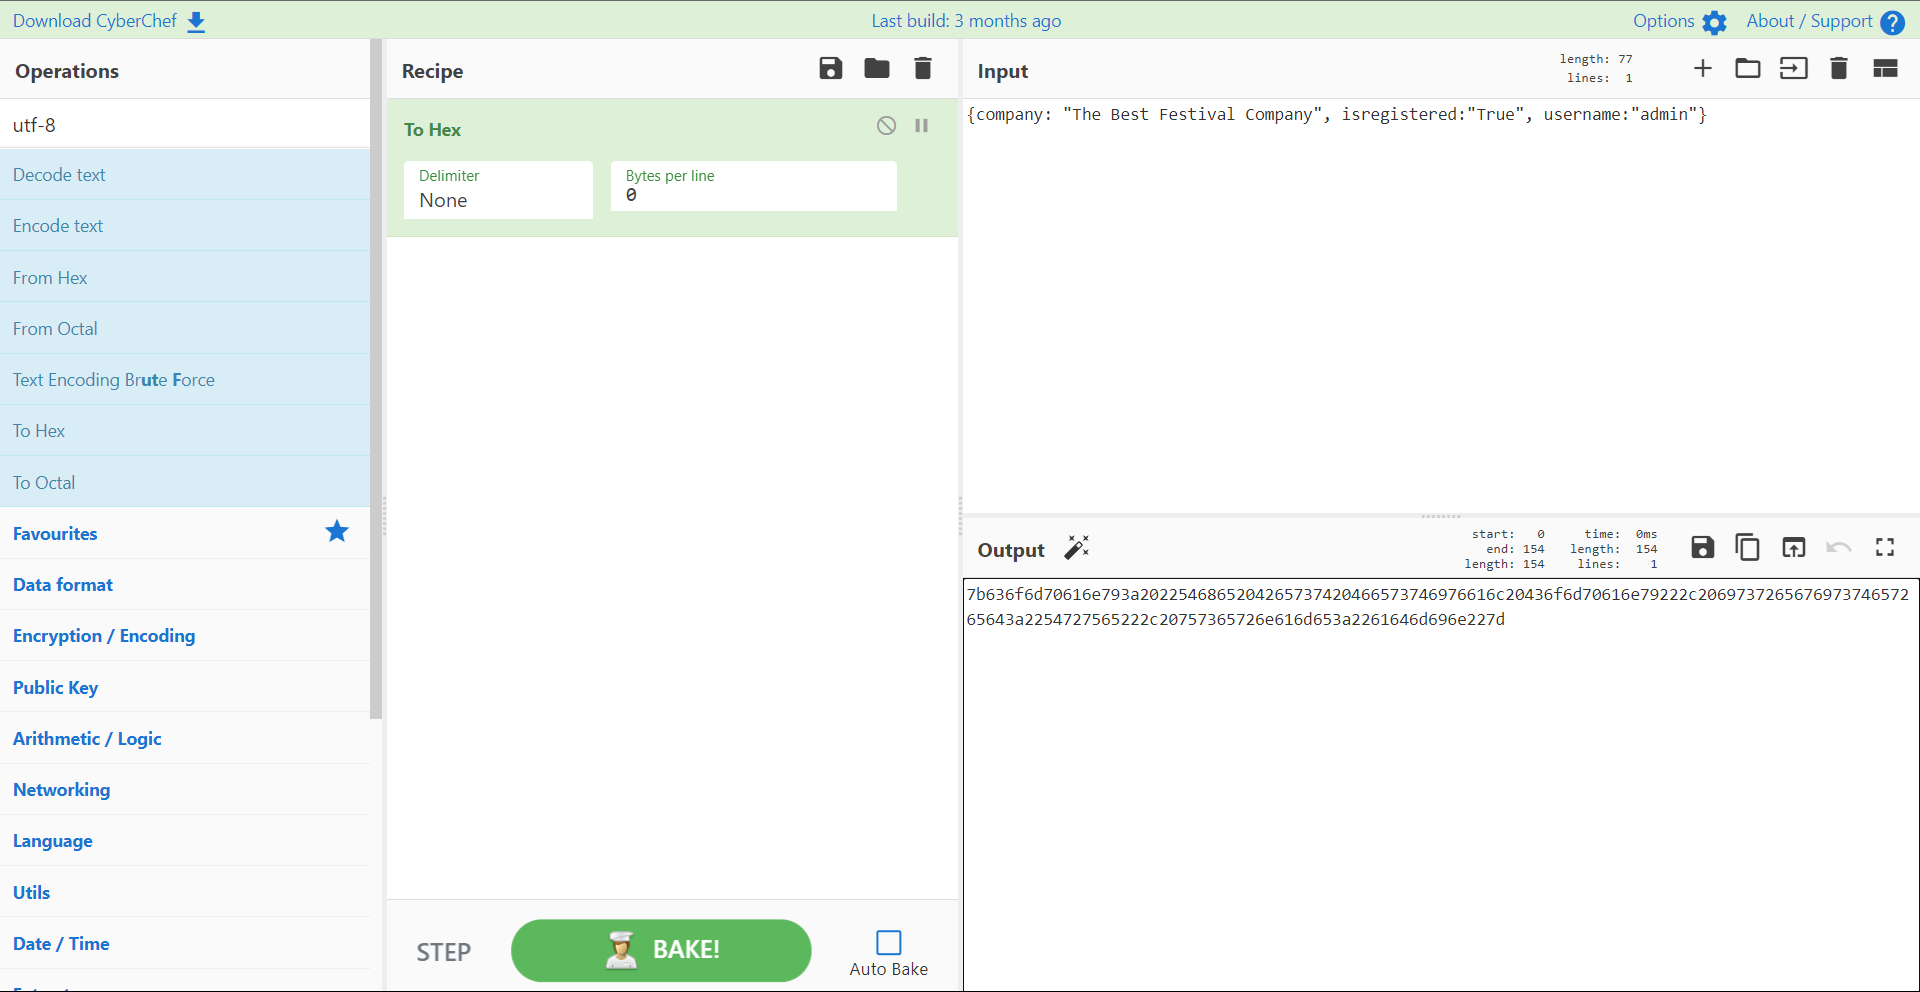 Download CyberChef
Last build: 3 months ago
Options
About / Support
Operations
utf-8
Decode text
Encode text
From Hex
From Octal
Text Encoding Brute Force
To Hex
To Octal
Favourites
Data format
Encryption / Encoding
Public Key
Arithmetic / Logic
Networking
Language
Utils
Date / Time
Recipe
To Hex
Delimiter
None
Bytes per line
0
STEP
BAKE!
Auto Bake
Input
length: 77
lines: 1
{company: "The Best Festival Company", isregistered:"True", username:"admin"}
Output
start: 0 time: 0ms
end: 154 length: 154
length: 154 lines: 1
7b636f6d70616e793a2022546865204265737420466573746976616c20436f6d70616e79222c2069737265676973746572
65643a2254727565222c20757365726e616d653a2261646d696e227d